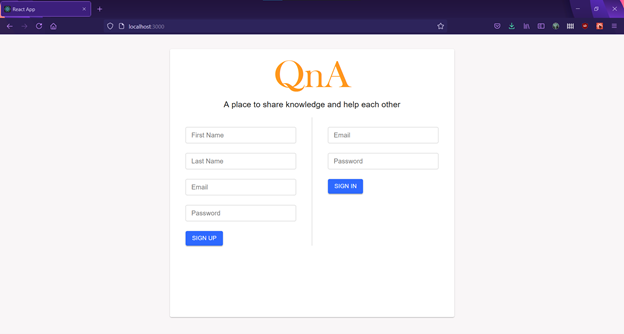 React App
localhost:3000
QnA
A place to share knowledge and help each other
First Name
Last Name
Email
Password
SIGN UP
Email
Password
SIGN IN